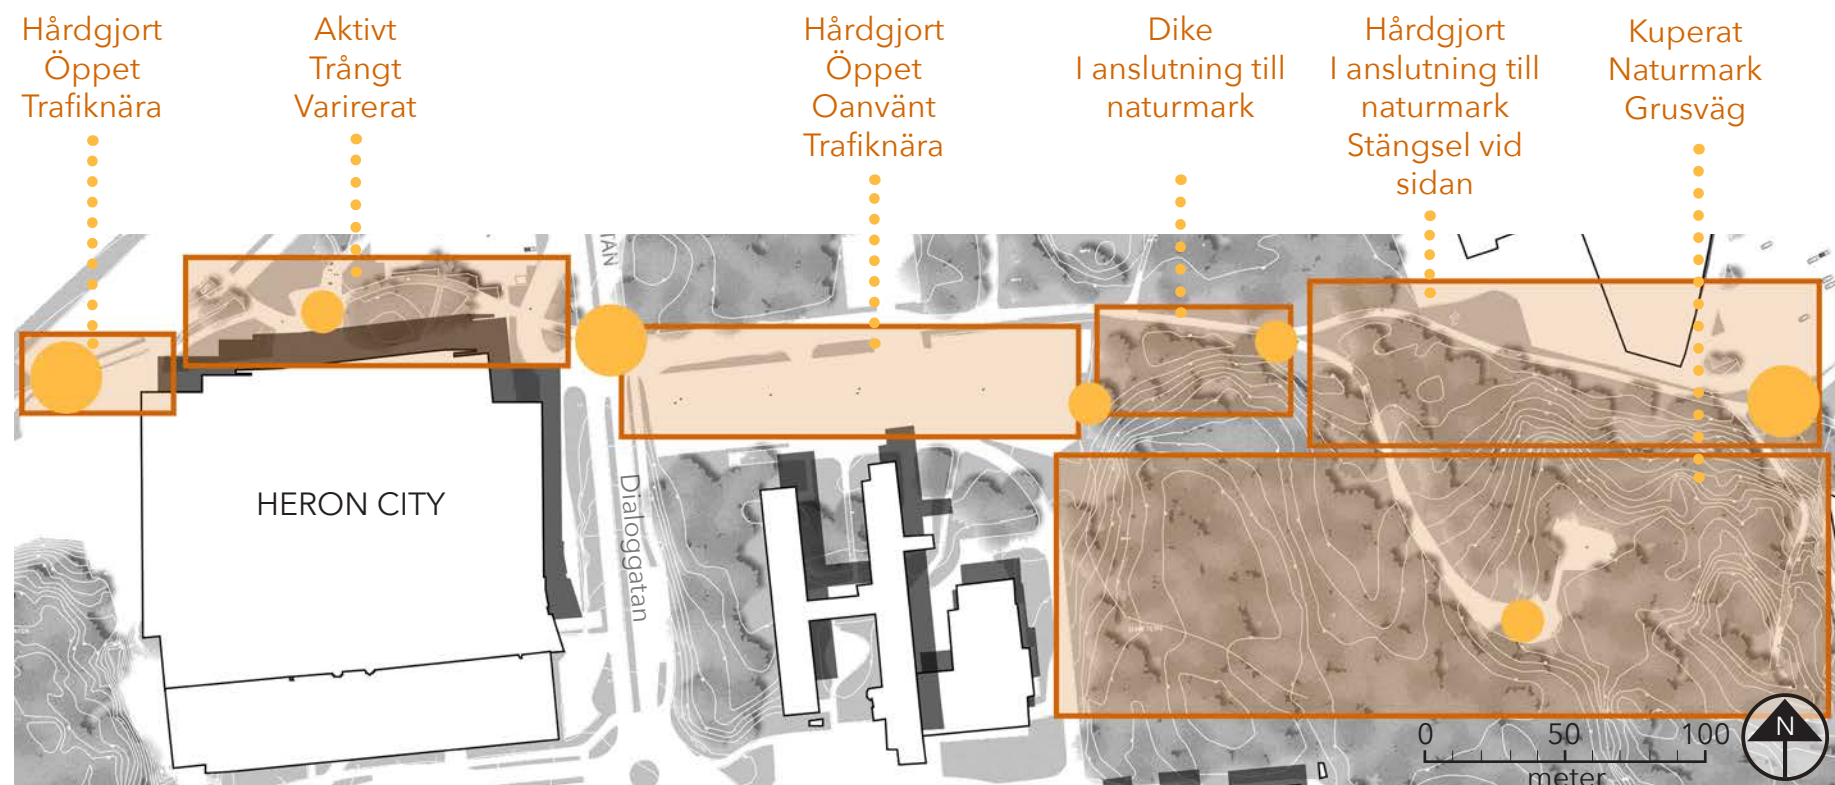 Hårdgjort
Öppet
Trafiknära
Aktivt
Trångt
Varirerat
Hårdgjort
Öppet
Oanvänt
Trafiknära
Dike
I anslutning till
naturmark
Hårdgjort
I anslutning till
naturmark
Stängsel vid
sidan
Kuperat
Naturmark
Grusväg
TAN
HERON CITY
Dialoggatan
N
0 50 100
meter